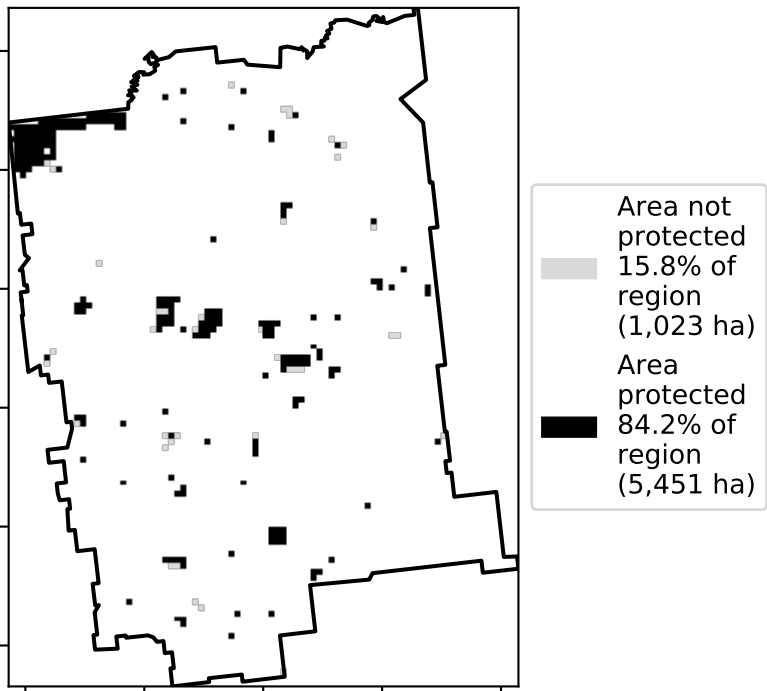 Area not
protected
15.8% of
region
(1,023 ha)
Area
protected
84.2% of
region
(5,451 ha)